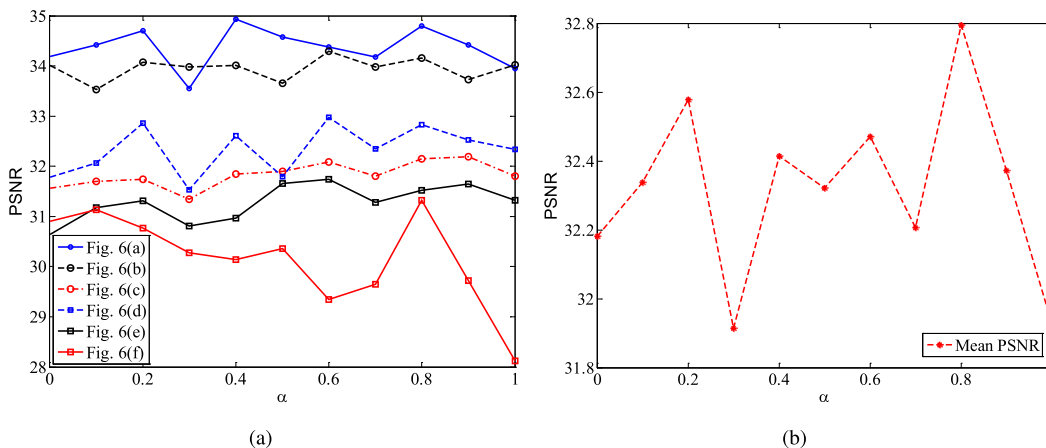 35
34
33
32
31
30
29
28
PSNR
0
0.2
0.4
0.6
0.8
1
α
Fig. 6(a)
Fig. 6(b)
Fig. 6(c)
Fig. 6(d)
Fig. 6(e)
Fig. 6(f)
(a)
32.8
32.6
32.4
32.2
32.0
31.8
PSNR
0
0.2
0.4
0.6
0.8
α
Mean PSNR
(b)